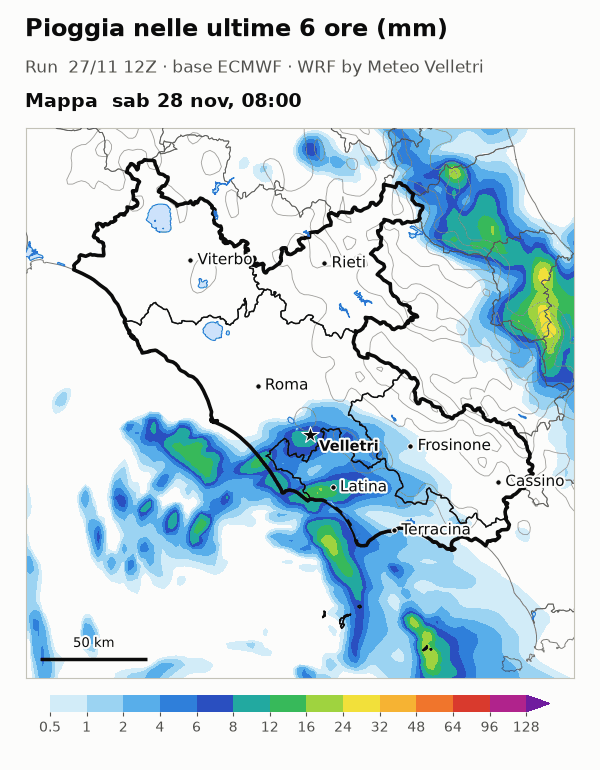 Pioggia nelle ultime 6 ore (mm)
Run  27/11 12Z · base ECMWF · WRF by Meteo Velletri
Mappa  sab 28 nov, 08:00
Viterbo
Rieti
Roma
Velletri
Frosinone
Latina
Cassino
Terracina
50 km
0.5 1 2 4 6 8 12 16 24 32 48 64 96 128